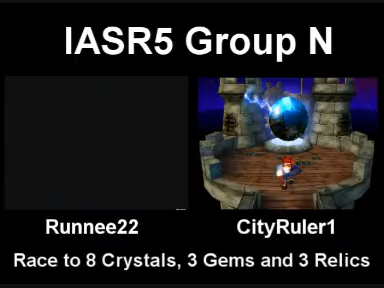 IASR5 Group N
Runnee22
CityRuler1
Race to 8 Crystals, 3 Gems and 3 Relics